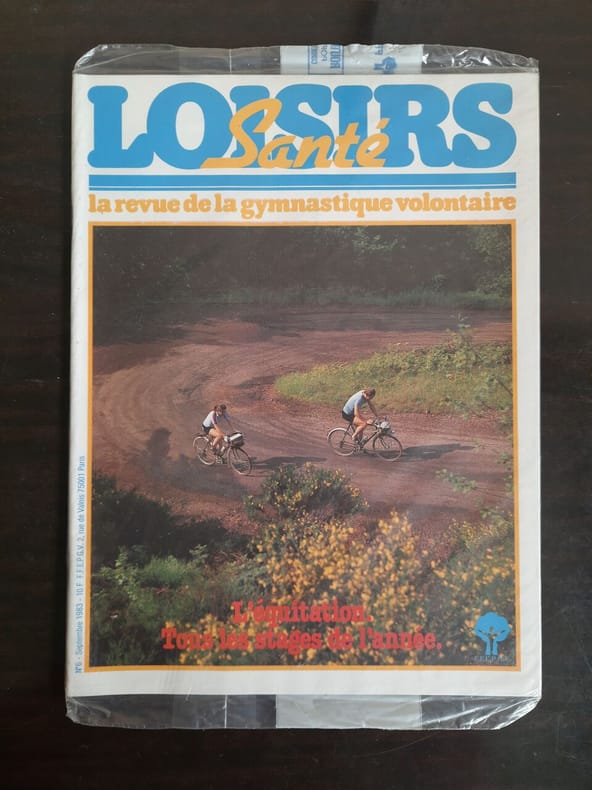 LOISIRS
Santé
la revue de la gymnastique volontaire
N°6 - Septembre 1983 - 10 F F.F.E.P.G.V. 2, rue de Valois 75001 Paris
L'équitation.
Tous les stages de l'année.